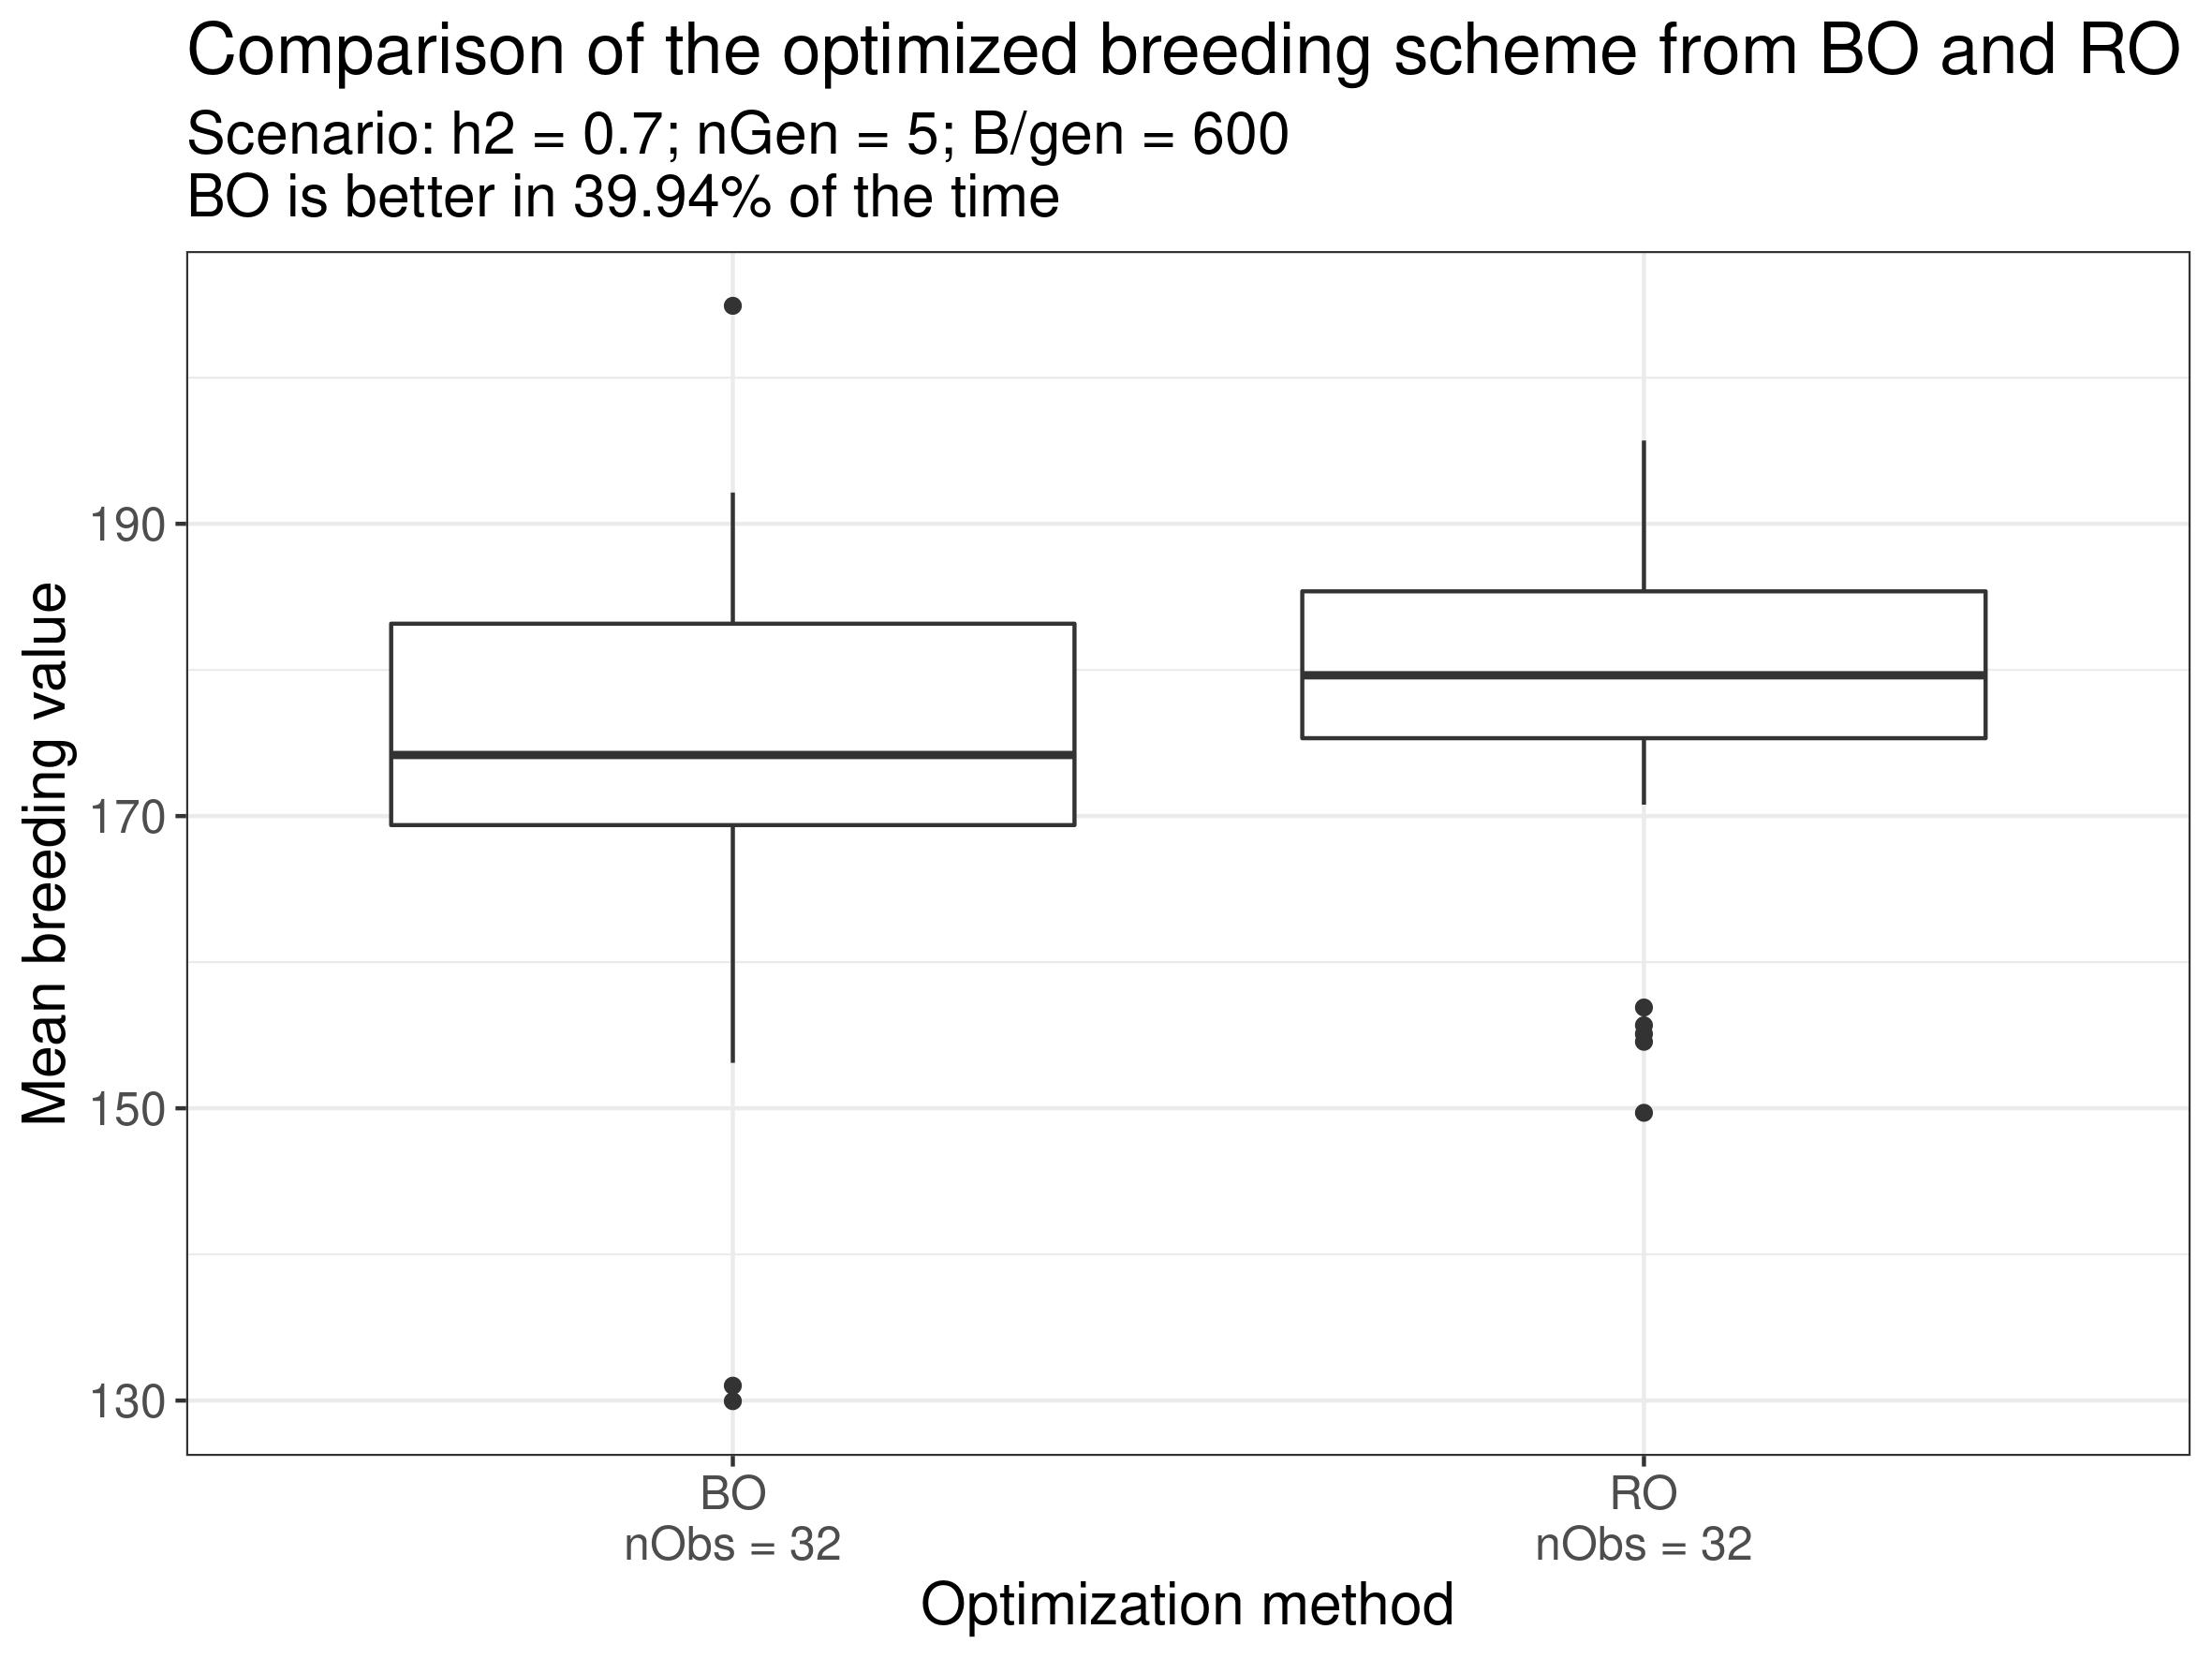 Comparison of the optimized breeding scheme from BO and RO
Scenario: h2 = 0.7; nGen = 5; B/gen = 600
BO is better in 39.94% of the time
Mean breeding value
190
170
150
130
BO
nObs = 32
RO
nObs = 32
Optimization method